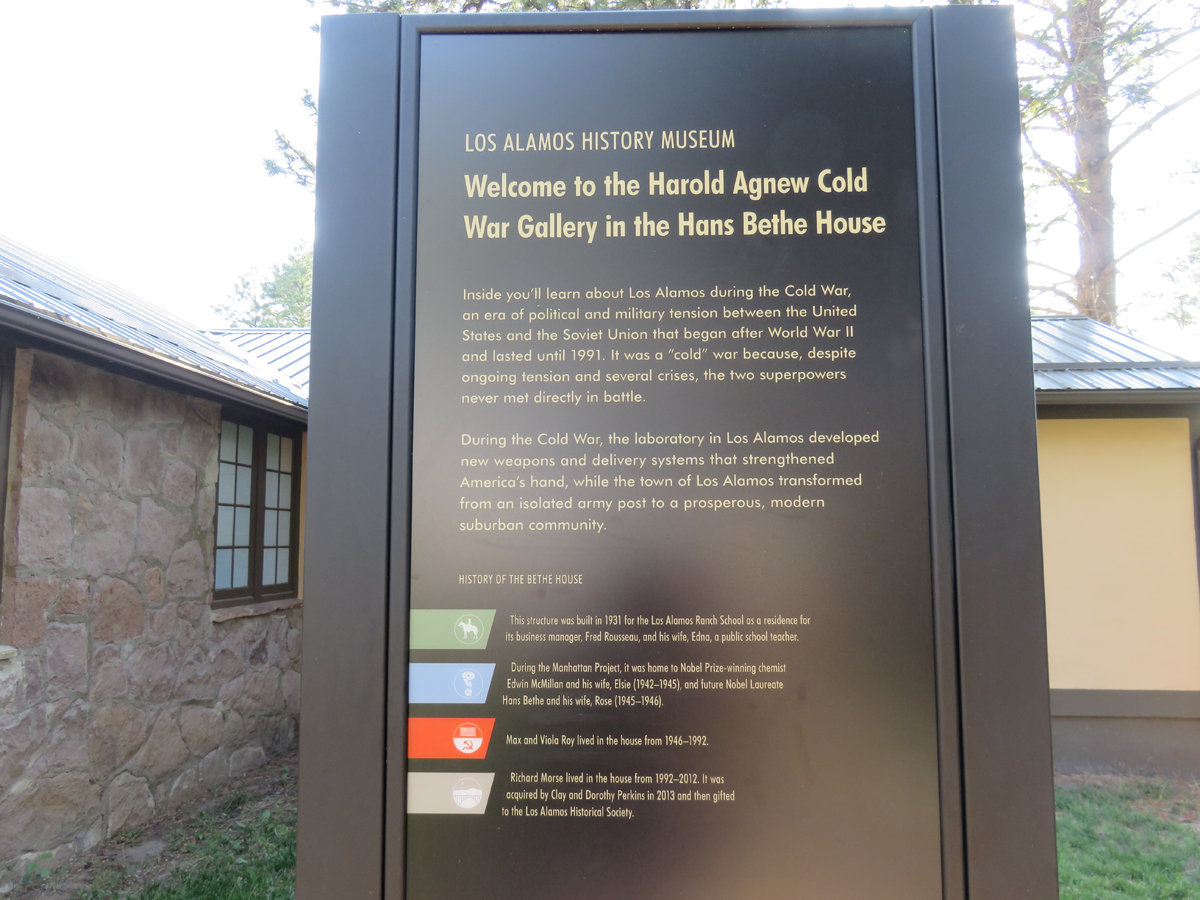 LOS ALAMOS HISTORY MUSEUM
Welcome to the Harold Agnew Cold
War Gallery in the Hans Bethe House
Inside you'll learn about Los Alamos during the Cold War,
an era of political and military tension between the United
States and the Soviet Union that began after World War II
and lasted until 1991. It was a "cold" war because, despite
ongoing tension and several crises, the two superpowers
never met directly in battle.
During the Cold War, the laboratory in Los Alamos developed
new weapons and delivery systems that strengthened
America's hand, while the town of Los Alamos transformed
from an isolated army post to a prosperous, modern
suburban community.
HISTORY OF THE BETHE HOUSE
This structure was built in 1931 for the Los Alamos Ranch School as a residence for
its business manager, Fred Rousseau, and his wife, Edna, a public school teacher.
During the Manhattan Project, it was home to Nobel Prize-winning chemist
Edwin McMillan and his wife, Elsie (1942–1945), and future Nobel Laureate
Hans Bethe and his wife, Rose (1945–1946).
Max and Viola Roy lived in the house from 1946–1992.
Richard Morse lived in the house from 1992–2012. It was
acquired by Clay and Dorothy Perkins in 2013 and then gifted
to the Los Alamos Historical Society.